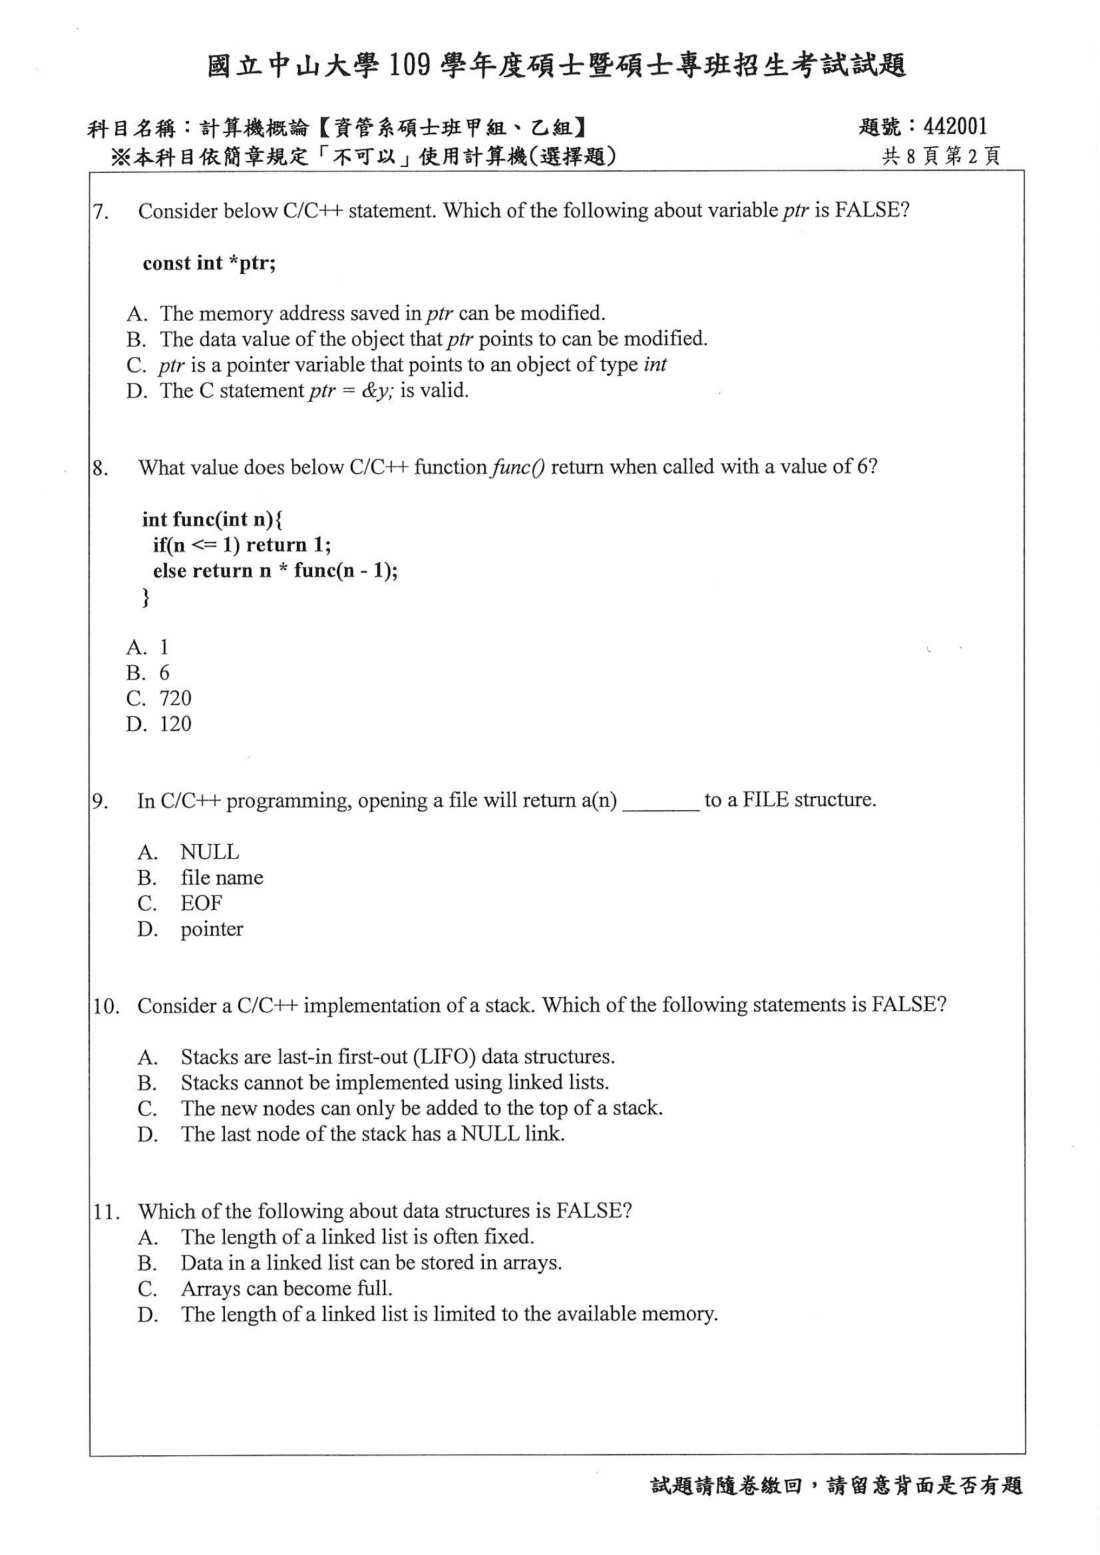 國立中山大學 109 學年度碩士暨碩士專班招生考試試題
科目名稱：計算機概論【資管系碩士班甲組、乙組】
題號：442001
※本科目依簡章規定「不可以」使用計算機(選擇題)
共 8 頁第 2 頁
7. Consider below C/C++ statement. Which of the following about variable ptr is FALSE?
const int *ptr;
A. The memory address saved in ptr can be modified.
B. The data value of the object that ptr points to can be modified.
C. ptr is a pointer variable that points to an object of type int
D. The C statement ptr = &y; is valid.
8. What value does below C/C++ function func() return when called with a value of 6?
int func(int n){
if(n <= 1) return 1;
else return n * func(n - 1);
}
A. 1
B. 6
C. 720
D. 120
9. In C/C++ programming, opening a file will return a(n) _______ to a FILE structure.
A. NULL
B. file name
C. EOF
D. pointer
10. Consider a C/C++ implementation of a stack. Which of the following statements is FALSE?
A. Stacks are last-in first-out (LIFO) data structures.
B. Stacks cannot be implemented using linked lists.
C. The new nodes can only be added to the top of a stack.
D. The last node of the stack has a NULL link.
11. Which of the following about data structures is FALSE?
A. The length of a linked list is often fixed.
B. Data in a linked list can be stored in arrays.
C. Arrays can become full.
D. The length of a linked list is limited to the available memory.
試題請隨卷繳回，請留意背面是否有題